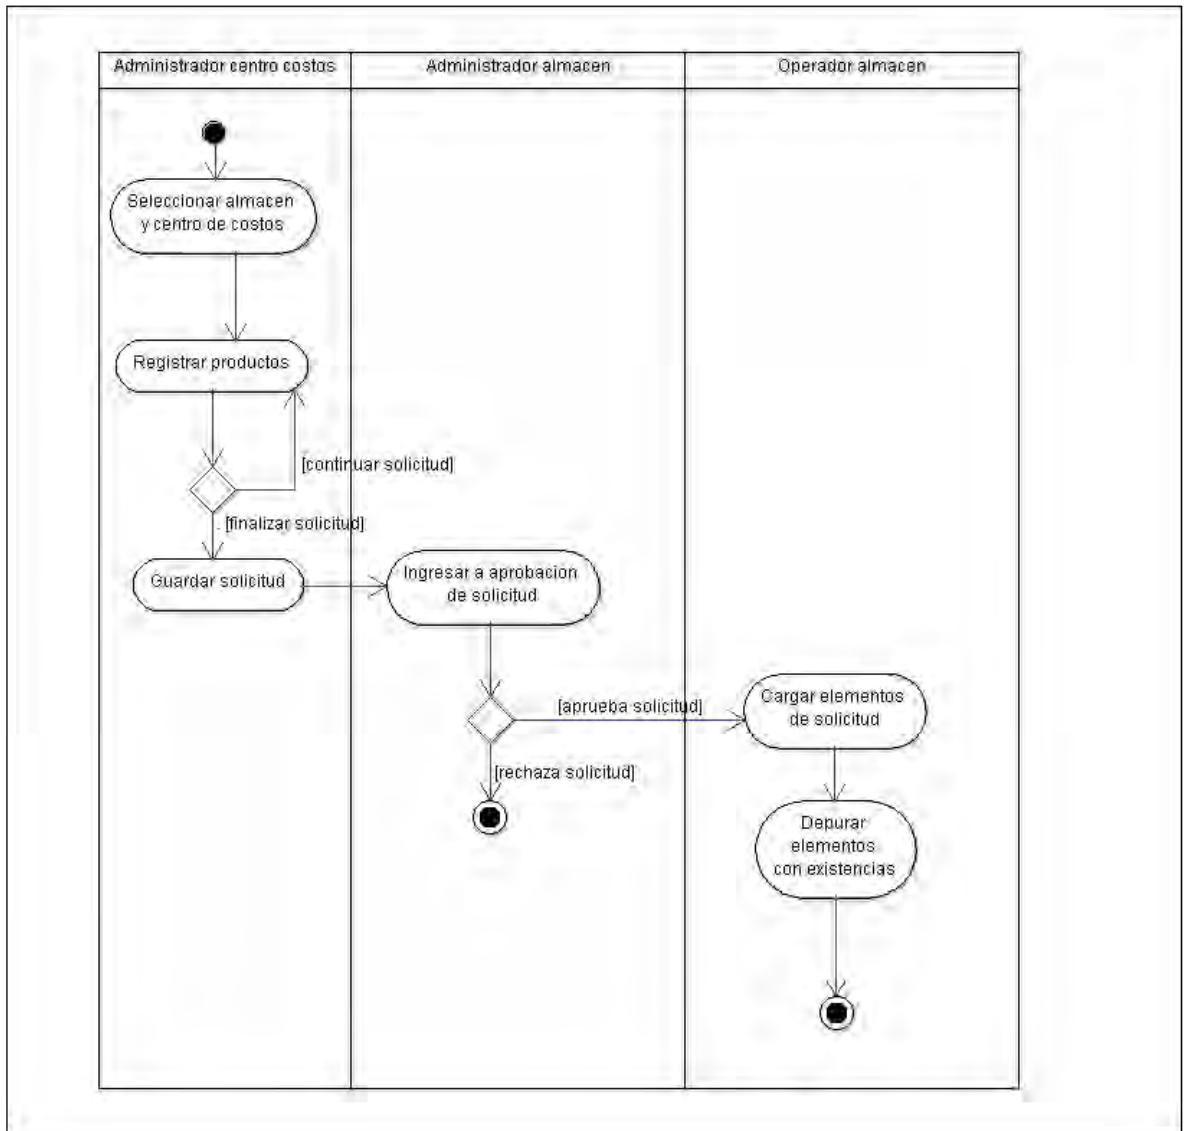 Administrador centro costos
Administrador almacen
Operador almacen
Seleccionar almacen
y centro de costos
Registrar productos
[continuar solicitud]
[finalizar solicitud]
Guardar solicitud
Ingresar a aprobacion
de solicitud
[aprueba solicitud]
Cargar elementos
de solicitud
[rechaza solicitud]
Depurar
elementos
con existencias